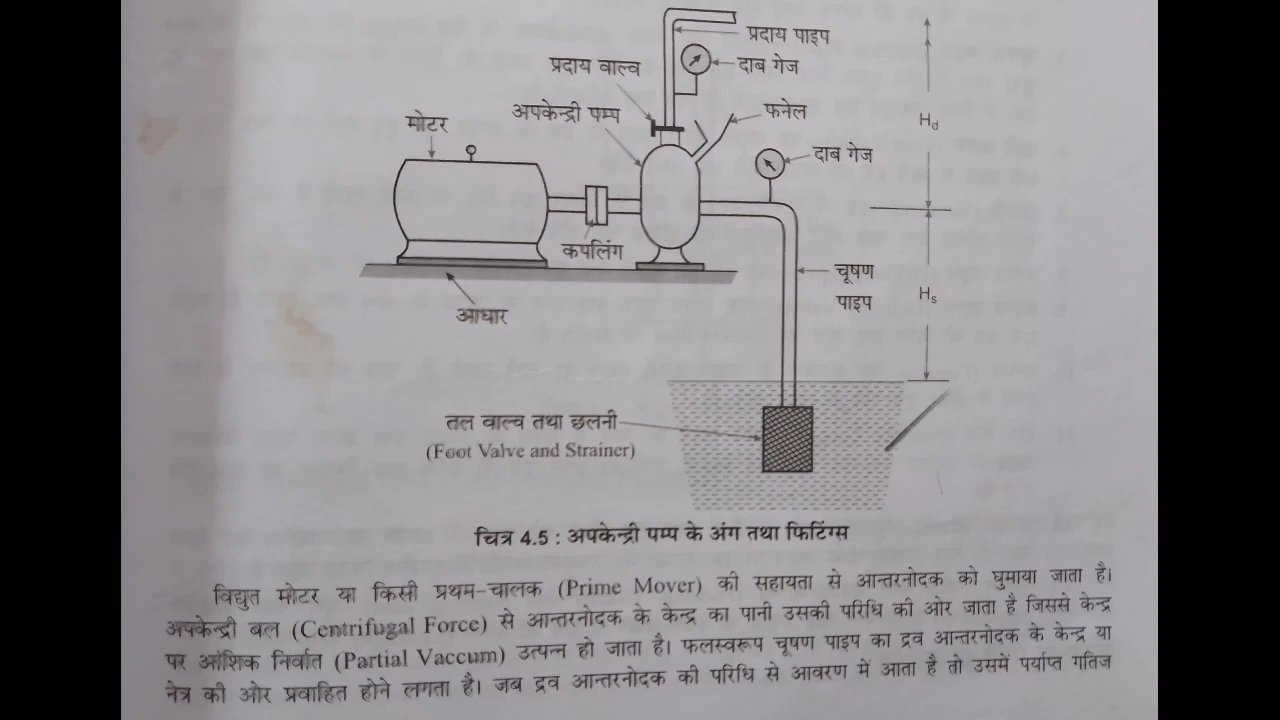 प्रदाय पाइप
प्रदाय वाल्व
दाब गेज
अपकेन्द्री पम्प
फनेल
मोटर
H_d
दाब गेज
कपलिंग
चूषण
पाइप
H_s
आधार
तल वाल्व तथा छलनी
(Foot Valve and Strainer)
चित्र 4.5 : अपकेन्द्री पम्प के अंग तथा फिटिंग्स
विद्युत मोटर या किसी प्रथम-चालक (Prime Mover) की सहायता से आन्तरनोदक को घुमाया जाता है।
अपकेन्द्री बल (Centrifugal Force) से आन्तरनोदक के केन्द्र का पानी उसकी परिधि की ओर जाता है जिससे केन्द्र
पर आंशिक निर्वात (Partial Vaccum) उत्पन्न हो जाता है। फलस्वरूप चूषण पाइप का द्रव आन्तरनोदक के केन्द्र या
नेत्र की ओर प्रवाहित होने लगता है। जब द्रव आन्तरनोदक की परिधि से आवरण में आता है तो उसमें पर्याप्त गतिज